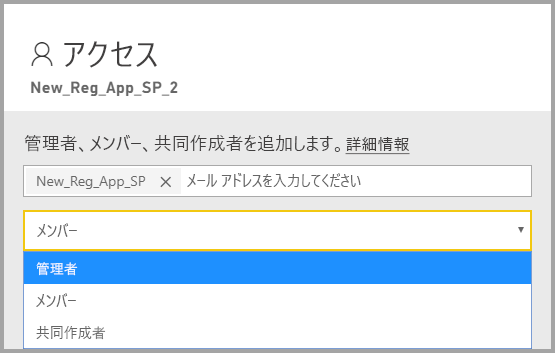 アクセス
New_Reg_App_SP_2
管理者、メンバー、共同作成者を追加します。詳細情報
New_Reg_App_SP × メール アドレスを入力してください
メンバー
管理者
メンバー
共同作成者